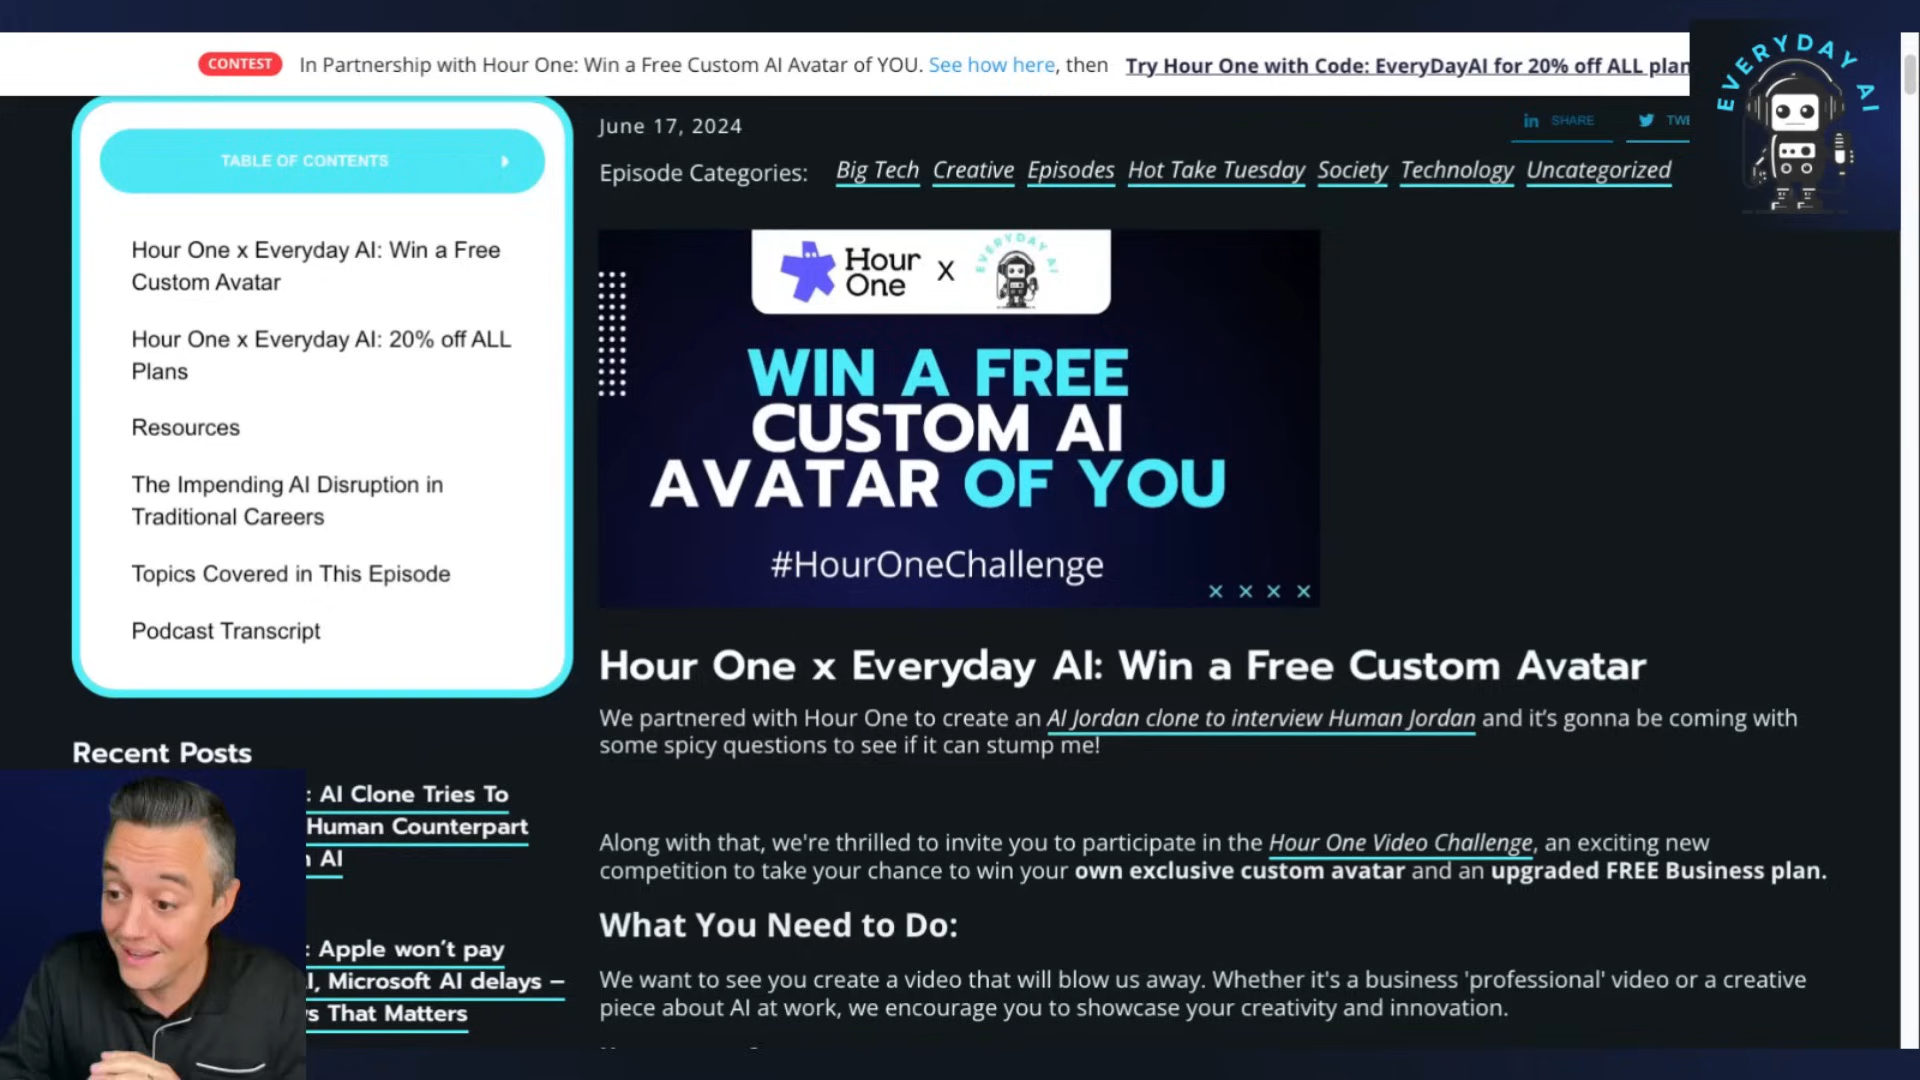 CONTEST In Partnership with Hour One: Win a Free Custom AI Avatar of YOU. See how here, then Try Hour One with Code: EveryDayAI for 20% off ALL plan
EVERYDAY AI
TABLE OF CONTENTS
Hour One x Everyday AI: Win a Free
Custom Avatar
Hour One x Everyday AI: 20% off ALL
Plans
Resources
The Impending AI Disruption in
Traditional Careers
Topics Covered in This Episode
Podcast Transcript
Recent Posts
: AI Clone Tries To
Human Counterpart
AI
: Apple won't pay
, Microsoft AI delays –
s That Matters
June 17, 2024
in SHARE
TWE
Episode Categories: Big Tech Creative Episodes Hot Take Tuesday Society Technology Uncategorized
Hour
One
X
EVERYDAY AI
WIN A FREE
CUSTOM AI
AVATAR OF YOU
#HourOneChallenge
Hour One x Everyday AI: Win a Free Custom Avatar
We partnered with Hour One to create an AI Jordan clone to interview Human Jordan and it's gonna be coming with
some spicy questions to see if it can stump me!
Along with that, we're thrilled to invite you to participate in the Hour One Video Challenge, an exciting new
competition to take your chance to win your own exclusive custom avatar and an upgraded FREE Business plan.
What You Need to Do:
We want to see you create a video that will blow us away. Whether it's a business 'professional' video or a creative
piece about AI at work, we encourage you to showcase your creativity and innovation.